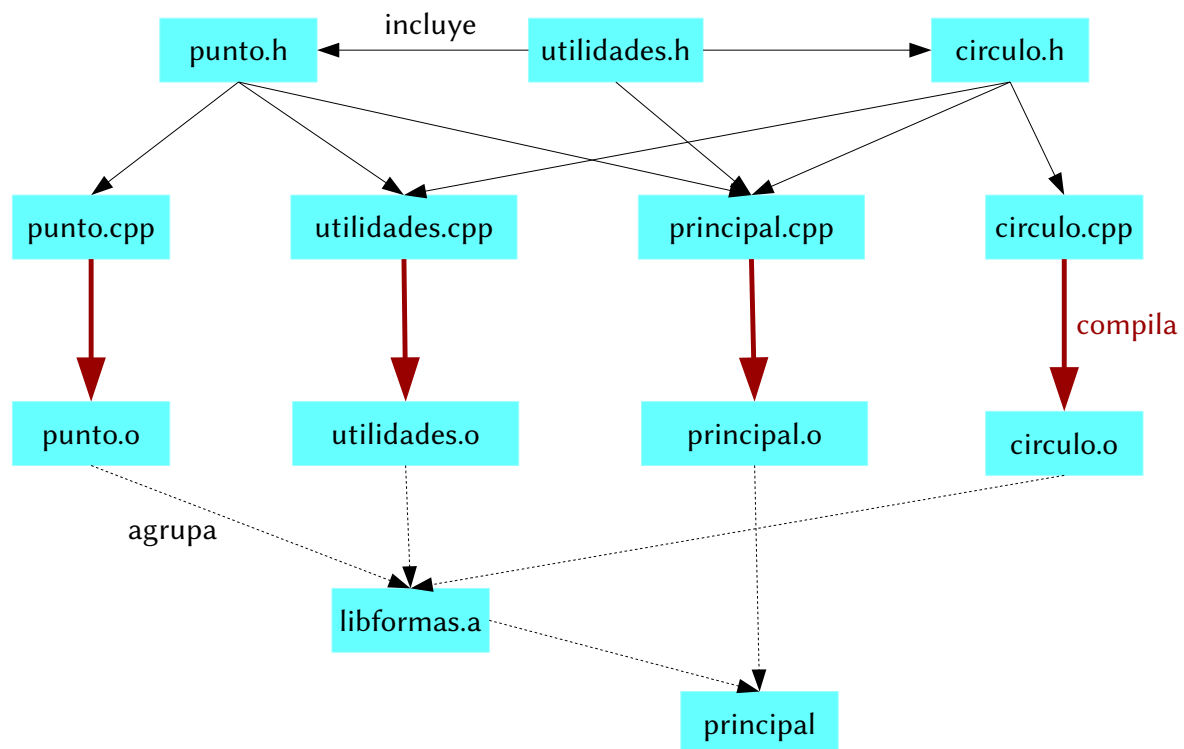 incluye
punto.h
utilidades.h
circulo.h
punto.cpp
utilidades.cpp
principal.cpp
circulo.cpp
compila
punto.o
utilidades.o
principal.o
circulo.o
agrupa
libformas.a
principal